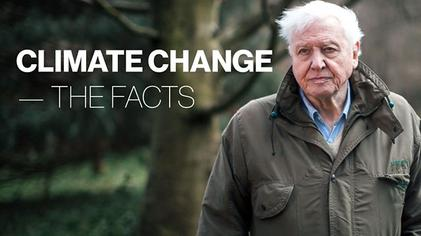 CLIMATE CHANGE
— THE FACTS